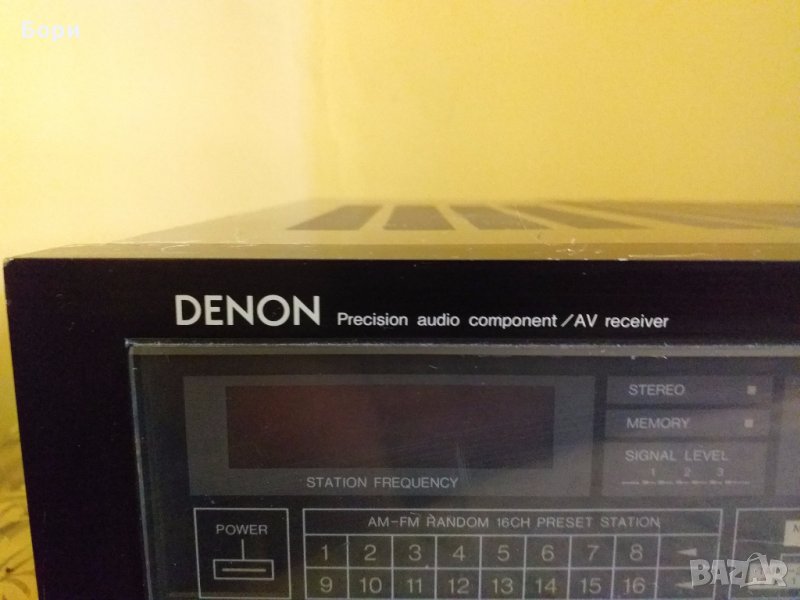 Бори
DENON Precision audio component/AV receiver
STEREO
MEMORY
SIGNAL LEVEL
1 2 3
STATION FREQUENCY
POWER
AM-FM RANDOM 16CH PRESET STATION
1 2 3 4 5 6 7 8
9 10 11 12 13 14 15 16
BAZAR